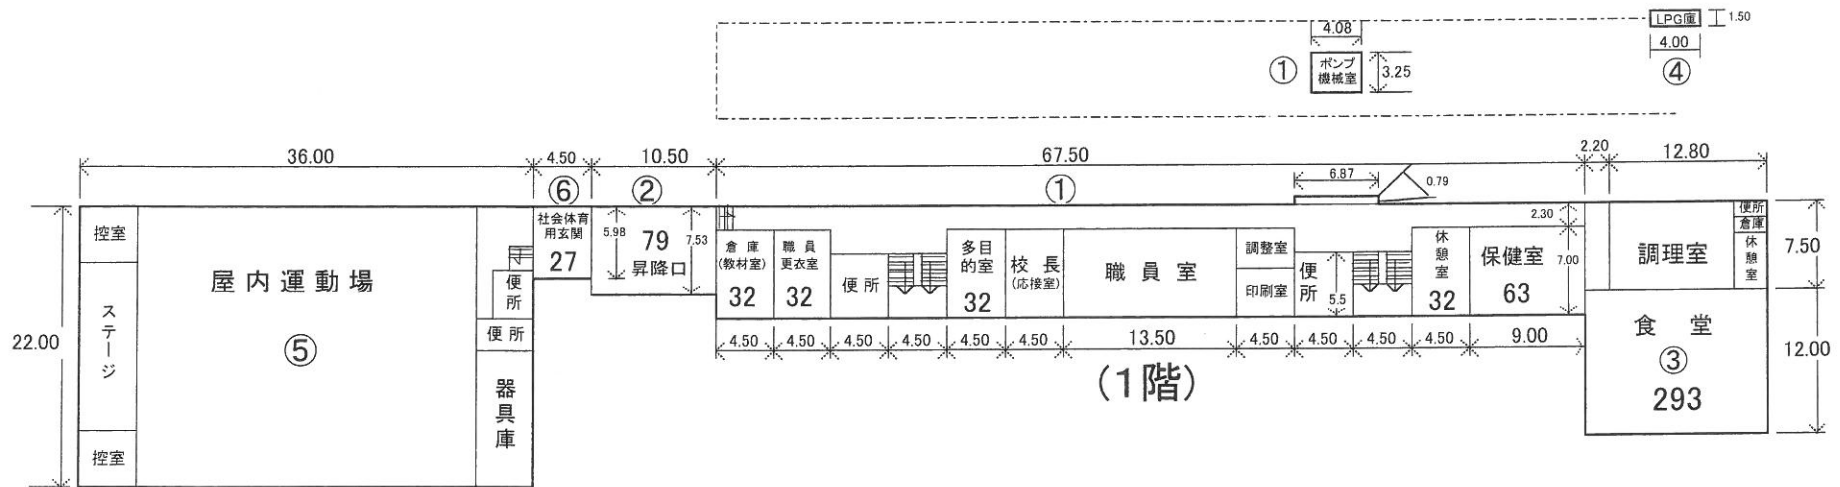 LPG庫
1.50
4.00
④
4.08
①
ポンプ
機械室
3.25
36.00
4.50
10.50
67.50
2.20
12.80
⑥
②
①
6.87
0.79
22.00
控室
ステージ
控室
屋内運動場
⑤
便所
便所
器具庫
社会体育
用玄関
27
5.98
79
昇降口
7.53
倉庫
(教材室)
32
職員
更衣室
32
便所
多目
的室
32
校長
(応接室)
職員室
調整室
印刷室
便所
5.5
休憩室
32
保健室
63
2.30
7.00
調理室
便所
倉庫
休憩室
7.50
食堂
③
293
12.00
4.50
4.50
4.50
4.50
4.50
4.50
13.50
4.50
4.50
4.50
4.50
9.00
(1階)